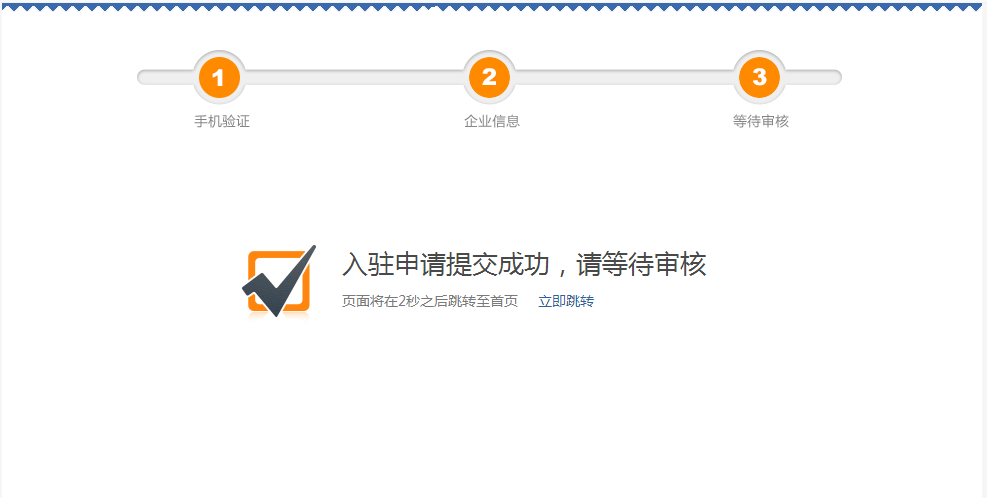 1
2
3
手机验证
企业信息
等待审核
入驻申请提交成功，请等待审核
页面将在2秒之后跳转至首页 立即跳转